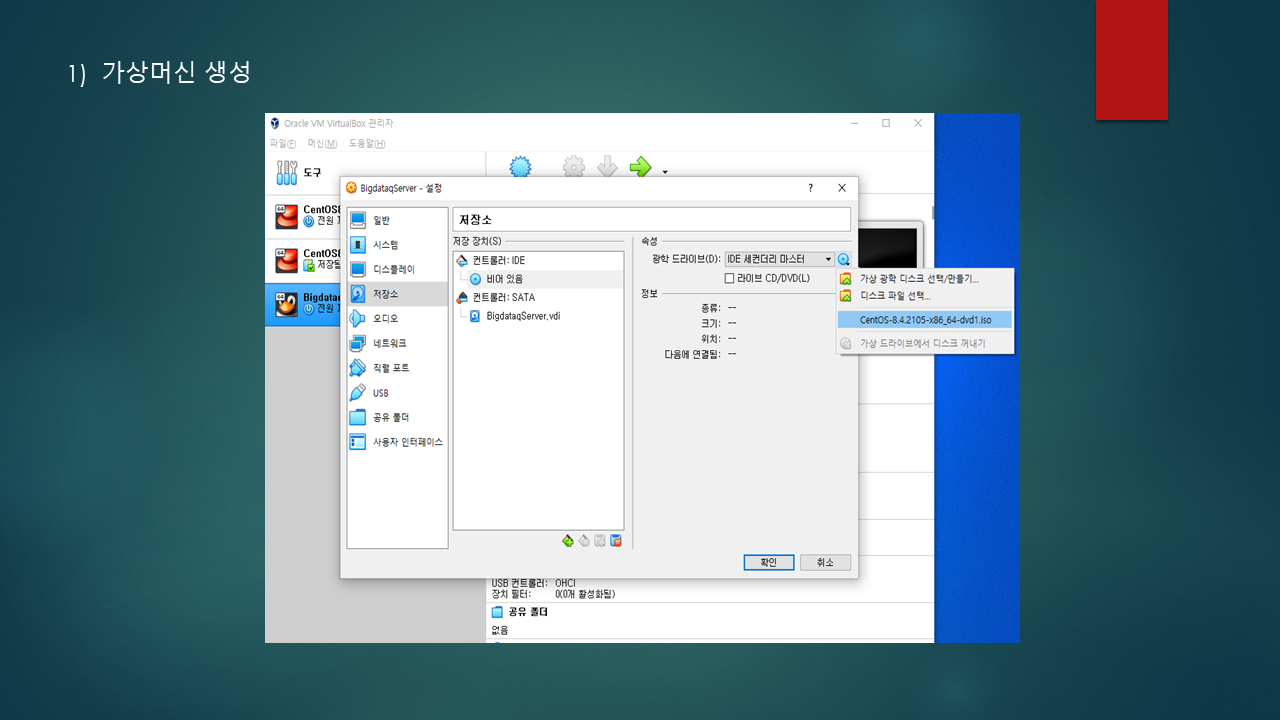 1) 가상머신 생성
Oracle VM VirtualBox 관리자
파일(F) 머신(M) 도움말(H)
도구
BigdataqServer - 설정
CentOS8
전원
CentOS8
저장됨
Bigdataq
전원
일반
시스템
디스플레이
저장소
오디오
네트워크
직렬 포트
USB
공유 폴더
사용자 인터페이스
저장소
저장 장치(S)
컨트롤러: IDE
비어 있음
컨트롤러: SATA
BigdataqServer.vdi
속성
광학 드라이브(D): IDE 세컨더리 마스터
라이브 CD/DVD(L)
정보
종류: --
크기: --
위치: --
다음에 연결됨: --
가상 광학 디스크 선택/만들기...
디스크 파일 선택...
CentOS-8.4.2105-x86_64-dvd1.iso
가상 드라이브에서 디스크 꺼내기
확인 취소
USB 컨트롤러: OHCI
장치 필터: 0(0개 활성화됨)
공유 폴더
없음